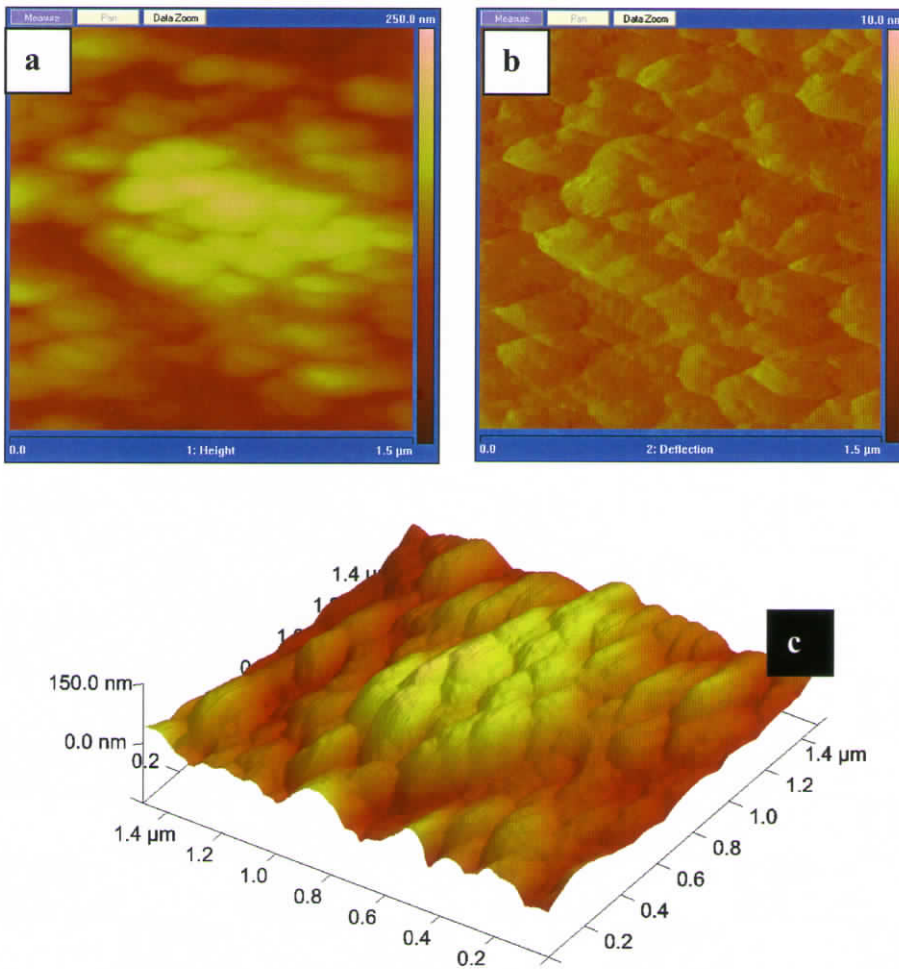 Measure Pan Data Zoom 250.0 nm
a
0.0 1: Height 1.5 µm
Measure Pan Data Zoom 10.0 nm
b
0.0 2: Deflection 1.5 µm
c
1.4 µm
150.0 nm
0.0 nm
0.2
1.4 µm
1.2
1.0
0.8
0.6
0.4
0.2
0.2
0.4
0.6
0.8
1.0
1.2
1.4 µm